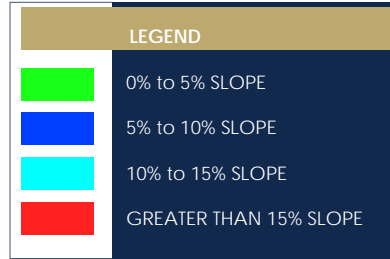 LEGEND
0% to 5% SLOPE
5% to 10% SLOPE
10% to 15% SLOPE
GREATER THAN 15% SLOPE